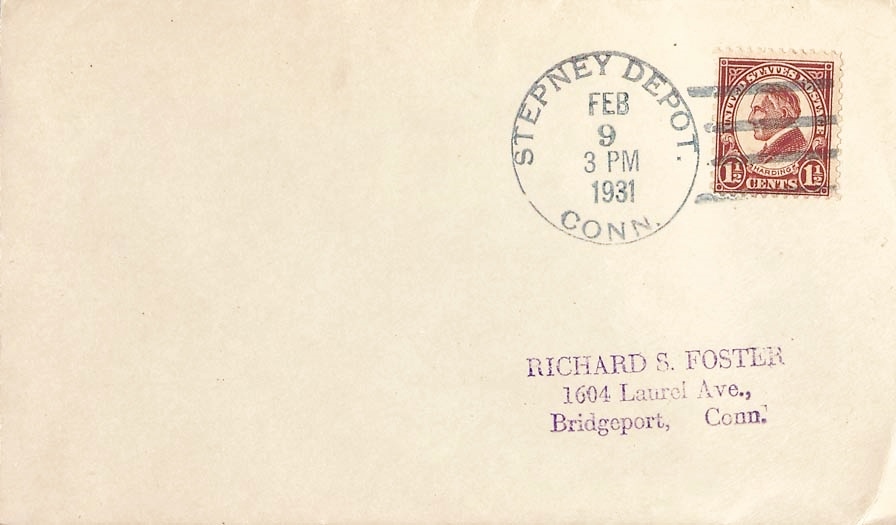 STEPNEY DEPOT.
FEB
9
3 PM
1931
CONN.
UNITED STATES POSTAGE
HARDING
1½ CENTS 1½
RICHARD S. FOSTER
1604 Laurel Ave.,
Bridgeport, Conn.